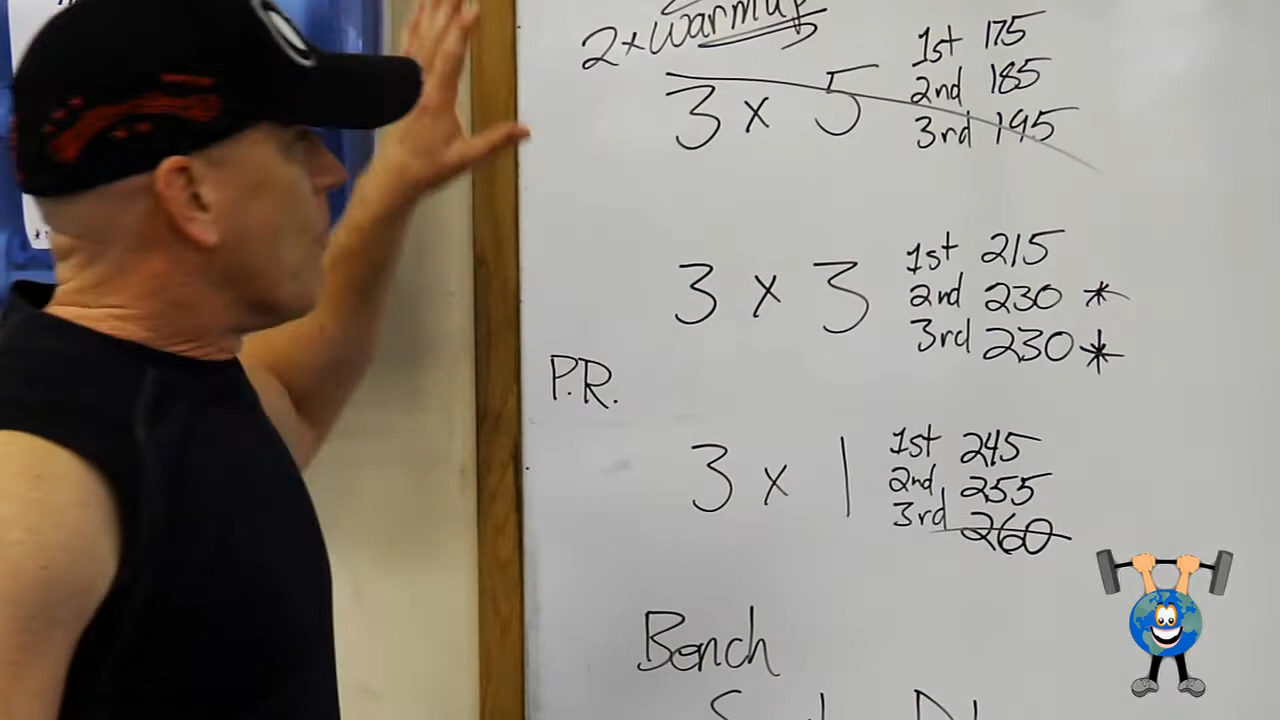 2 x Warmup
3 x 5 1st 175
2nd 185
3rd 195
3 x 3 1st 215
2nd 230 *
3rd 230 *
P.R.
3 x 1 1st 245
2nd 255
3rd 260
Bench